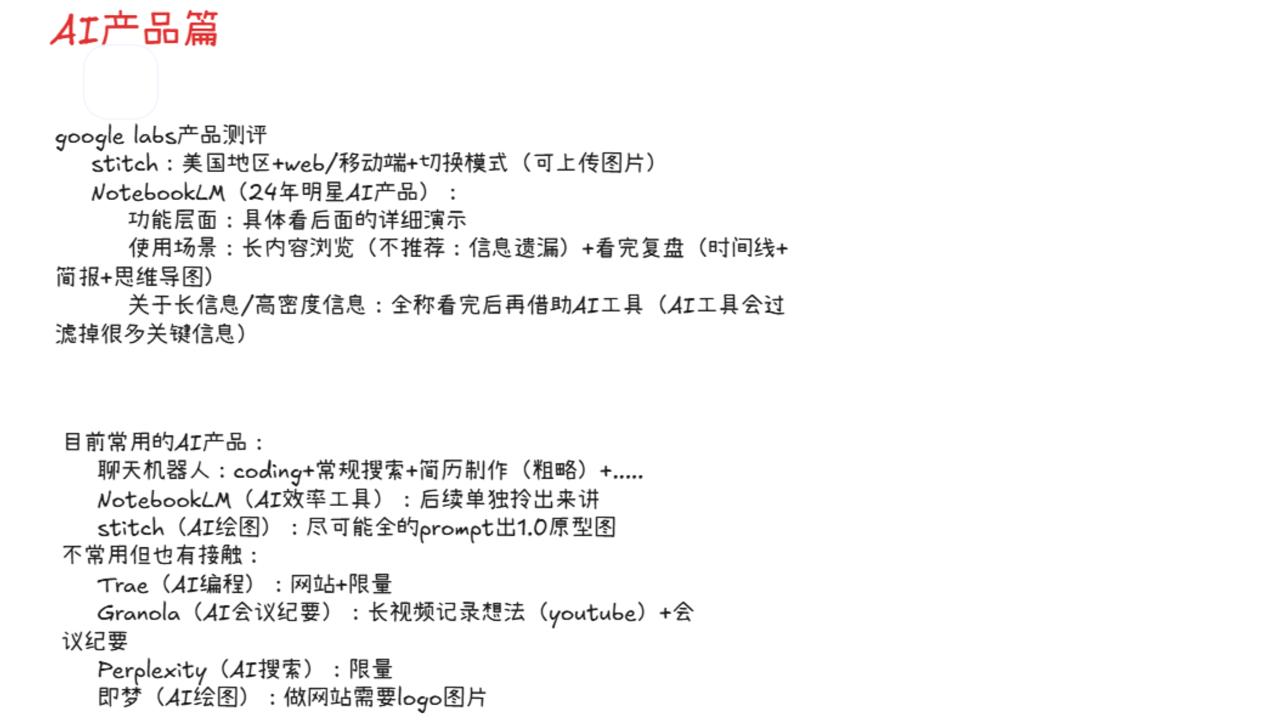 AI产品篇
google labs产品测评
stitch：美国地区+web/移动端+切换模式（可上传图片）
NotebookLM（24年明星AI产品）：
功能层面：具体看后面的详细演示
使用场景：长内容浏览（不推荐：信息遗漏）+看完复盘（时间线+
简报+思维导图）
关于长信息/高密度信息：全称看完后再借助AI工具（AI工具会过
滤掉很多关键信息）
目前常用的AI产品：
聊天机器人：coding+常规搜索+简历制作（粗略）+.....
NotebookLM（AI效率工具）：后续单独拎出来讲
stitch（AI绘图）：尽可能全的prompt出1.0原型图
不常用但也有接触：
Trae（AI编程）：网站+限量
Granola（AI会议纪要）：长视频记录想法（youtube）+会
议纪要
Perplexity（AI搜索）：限量
即梦（AI绘图）：做网站需要logo图片